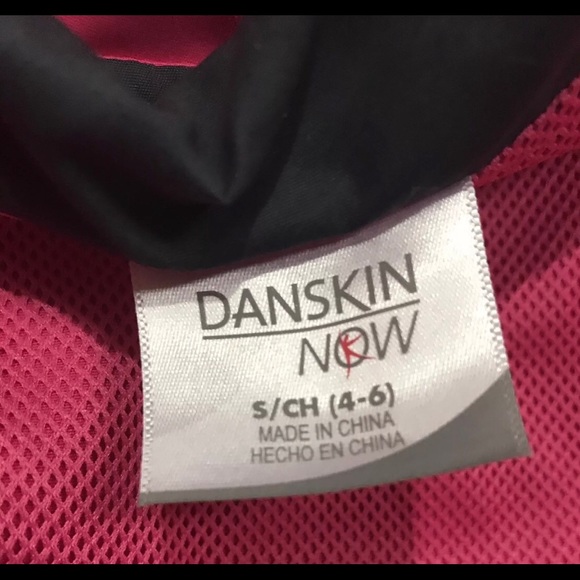 DANSKIN
NOW
S/CH (4-6)
MADE IN CHINA
HECHO EN CHINA